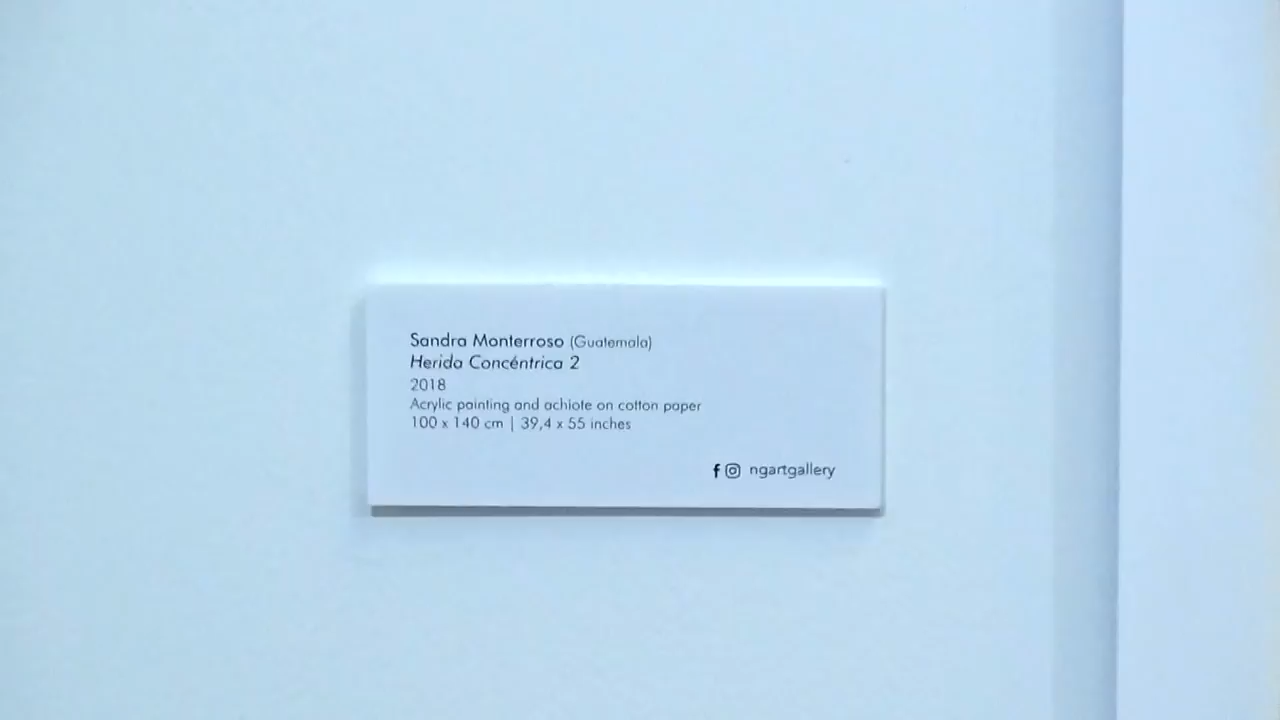 Sandra Monterroso (Guatemala)
Herida Concéntrica 2
2018
Acrylic painting and achiote on cotton paper
100 x 140 cm | 39,4 x 55 inches
ngartgallery